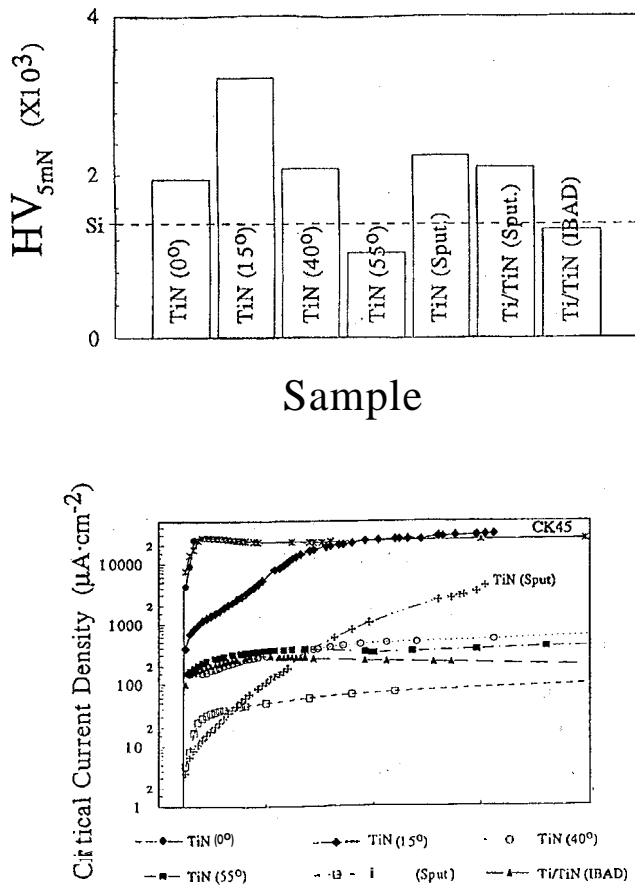 4
HV5mN (X10³)
2
Si
0
TiN (0°)
TiN (15°)
TiN (40°)
TiN (55°)
TiN (Sput.)
Ti/TiN (Sput.)
Ti/TiN (IBAD)
Sample
Critical Current Density (µA·cm⁻²)
2
10000
2
1000
2
100
2
10
2
1
CK45
TiN (Sput)
TiN (0°)
TiN (15°)
TiN (40°)
TiN (55°)
i (Sput)
Ti/TiN (IBAD)